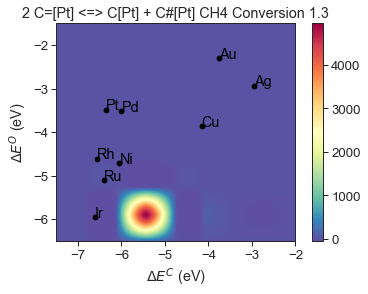 2 C=[Pt] <=> C[Pt] + C#[Pt] CH4 Conversion 1.3
−2
−3
−4
−5
−6
ΔE^O (eV)
Au
Ag
Pt
Pd
Cu
Rh
Ni
Ru
Ir
4000
3000
2000
1000
0
−7
−6
−5
−4
−3
−2
ΔE^C (eV)